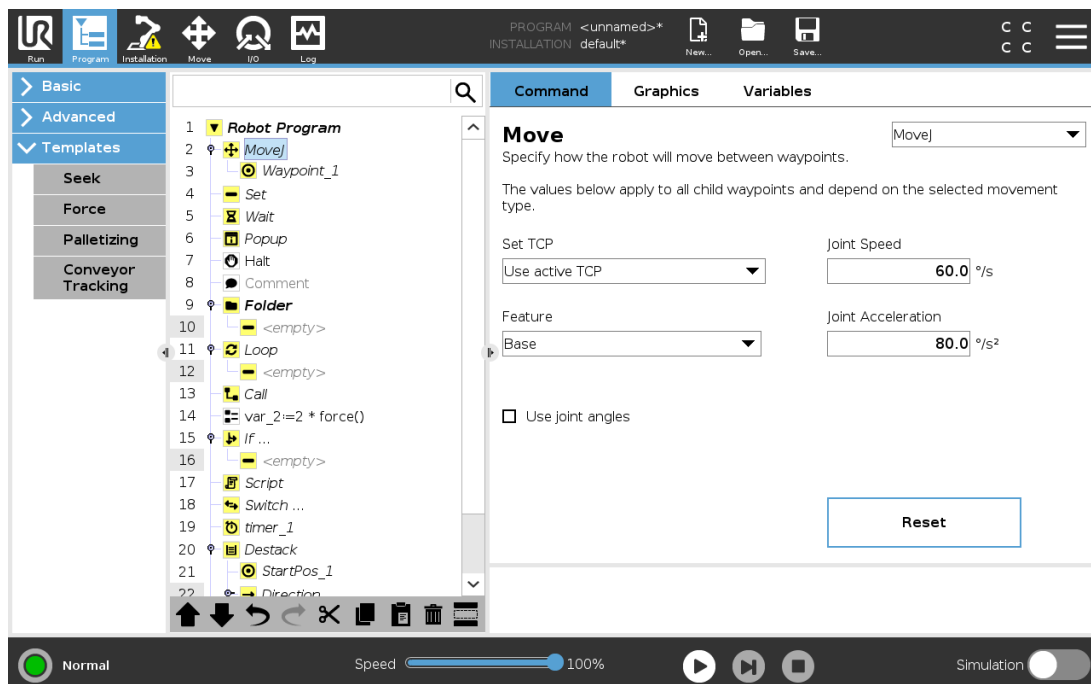 UR
Run
Program
Installation
Move
I/O
Log
PROGRAM <unnamed>*
INSTALLATION default*
New...
Open...
Save...
C C
C C
Basic
Advanced
Templates
Seek
Force
Palletizing
Conveyor
Tracking
1 Robot Program
2 MoveJ
3 Waypoint_1
4 Set
5 Wait
6 Popup
7 Halt
8 Comment
9 Folder
10 <empty>
11 Loop
12 <empty>
13 Call
14 var_2:=2 * force()
15 If ...
16 <empty>
17 Script
18 Switch ...
19 timer_1
20 Destack
21 StartPos_1
22 Direction
Command Graphics Variables
Move
MoveJ
Specify how the robot will move between waypoints.
The values below apply to all child waypoints and depend on the selected movement
type.
Set TCP
Joint Speed
Use active TCP
60.0 °/s
Feature
Joint Acceleration
Base
80.0 °/s²
Use joint angles
Reset
Normal
Speed 100%
Simulation